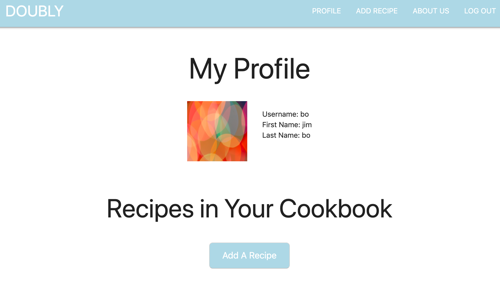 DOUBLY
PROFILE ADD RECIPE ABOUT US LOG OUT
My Profile
Username: bo
First Name: jim
Last Name: bo
Recipes in Your Cookbook
Add A Recipe